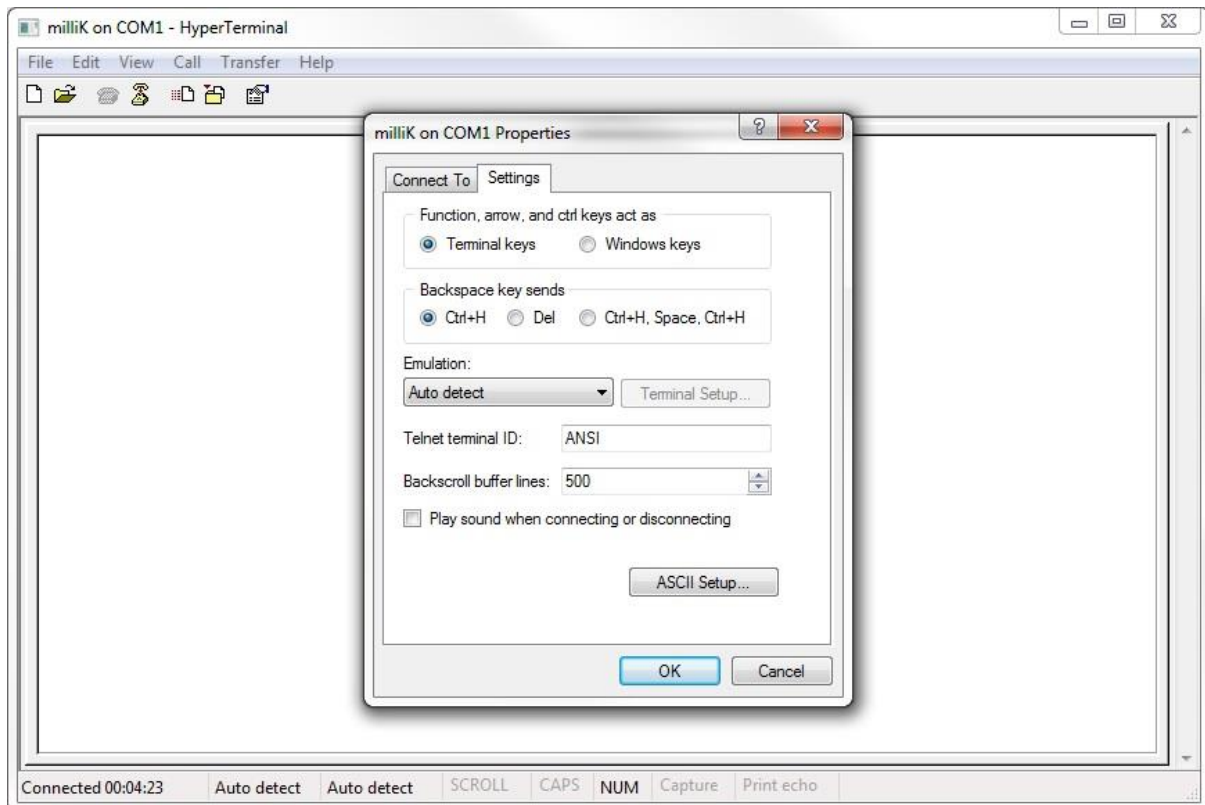 milliK on COM1 - HyperTerminal
File Edit View Call Transfer Help
milliK on COM1 Properties
Connect To Settings
Function, arrow, and ctrl keys act as
Terminal keys Windows keys
Backspace key sends
Ctrl+H Del Ctrl+H, Space, Ctrl+H
Emulation:
Auto detect Terminal Setup...
Telnet terminal ID: ANSI
Backscroll buffer lines: 500
Play sound when connecting or disconnecting
ASCII Setup...
OK Cancel
Connected 00:04:23 Auto detect Auto detect SCROLL CAPS NUM Capture Print echo